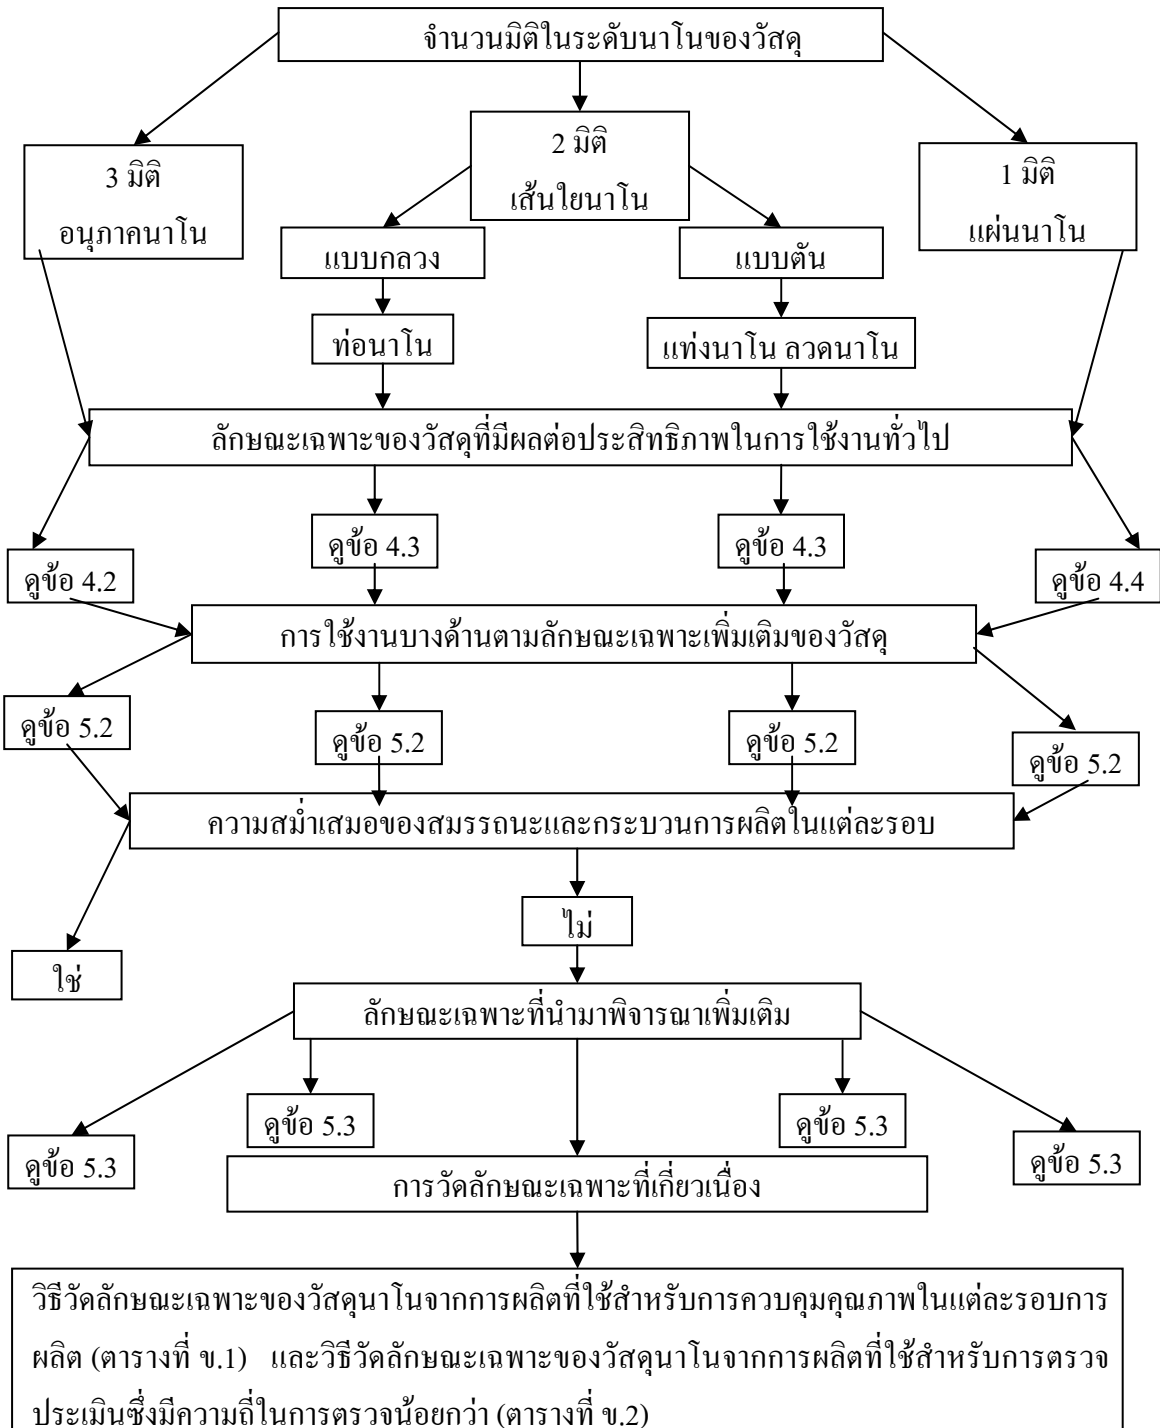 จำนวนมิติในระดับนาโนของวัสดุ
3 มิติ
อนุภาคนาโน
2 มิติ
เส้นใยนาโน
1 มิติ
แผ่นนาโน
แบบกลวง
แบบตัน
ท่อนาโน
แท่งนาโน ลวดนาโน
ลักษณะเฉพาะของวัสดุที่มีผลต่อประสิทธิภาพในการใช้งานทั่วไป
ดูข้อ 4.2
ดูข้อ 4.3
ดูข้อ 4.3
ดูข้อ 4.4
การใช้งานบางด้านตามลักษณะเฉพาะเพิ่มเติมของวัสดุ
ดูข้อ 5.2
ดูข้อ 5.2
ดูข้อ 5.2
ดูข้อ 5.2
ความสม่ำเสมอของสมรรถนะและกระบวนการผลิตในแต่ละรอบ
ไม่
ใช่
ลักษณะเฉพาะที่นำมาพิจารณาเพิ่มเติม
ดูข้อ 5.3
ดูข้อ 5.3
ดูข้อ 5.3
ดูข้อ 5.3
การวัดลักษณะเฉพาะที่เกี่ยวเนื่อง
วิธีวัดลักษณะเฉพาะของวัสดุนาโนจากการผลิตที่ใช้สำหรับการควบคุมคุณภาพในแต่ละรอบการ
ผลิต (ตารางที่ ข.1) และวิธีวัดลักษณะเฉพาะของวัสดุนาโนจากการผลิตที่ใช้สำหรับการตรวจ
ประเมินซึ่งมีความถี่ในการตรวจน้อยกว่า (ตารางที่ ข.2)